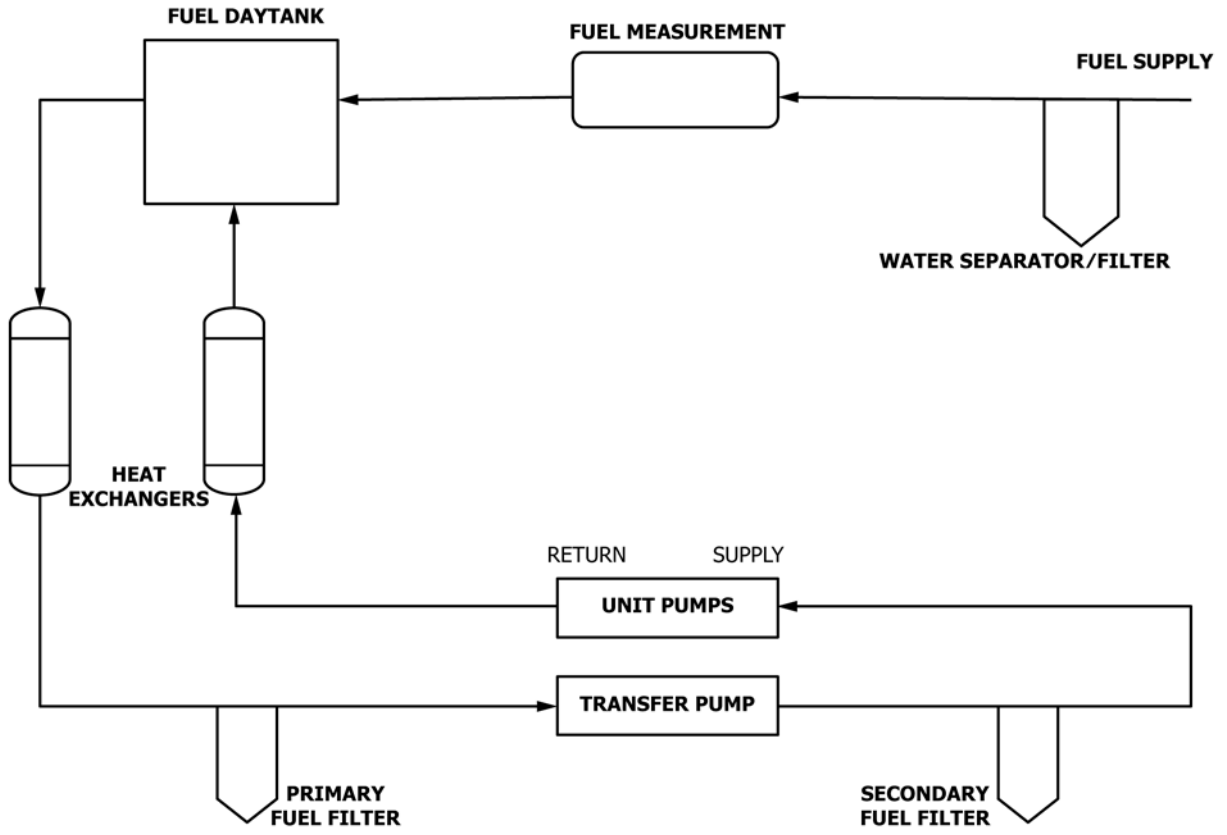 FUEL DAYTANK
FUEL MEASUREMENT
FUEL SUPPLY
WATER SEPARATOR/FILTER
HEAT
EXCHANGERS
RETURN
SUPPLY
UNIT PUMPS
TRANSFER PUMP
PRIMARY
FUEL FILTER
SECONDARY
FUEL FILTER